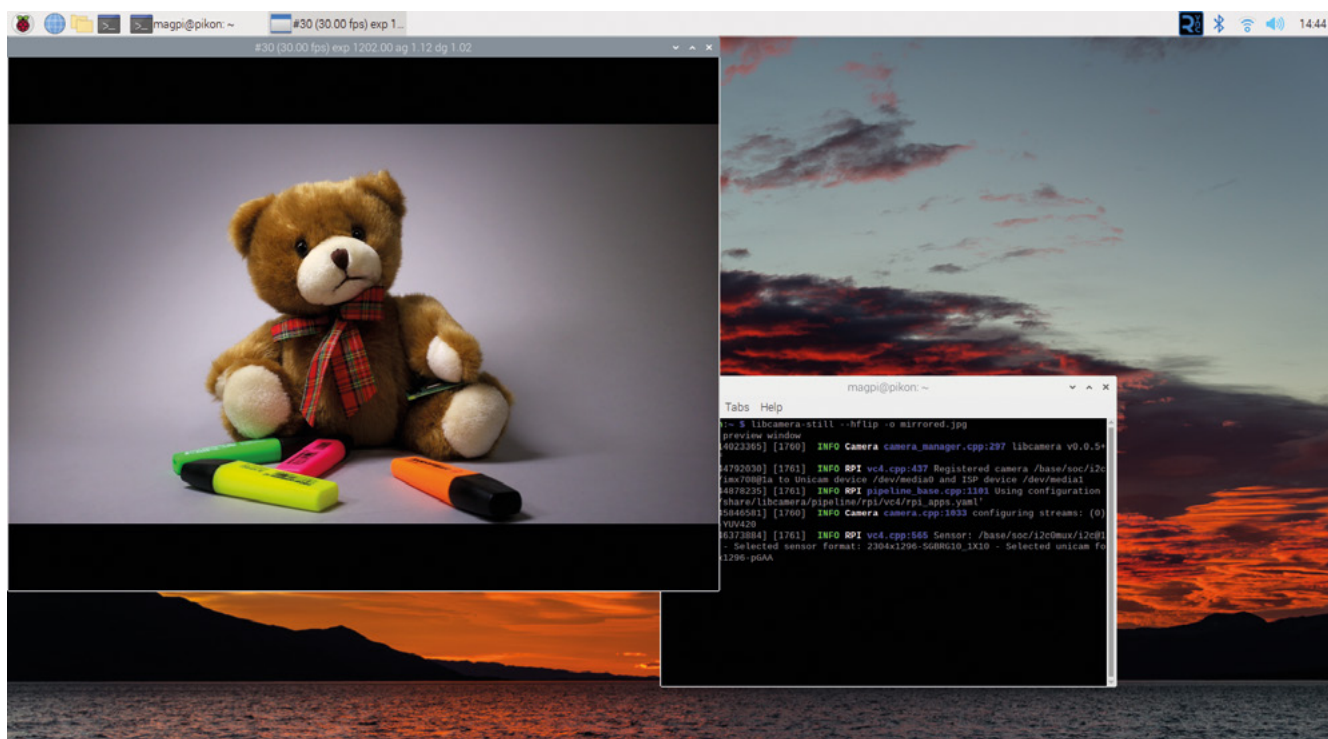 magpi@pikon: ~
#30 (30.00 fps) exp 1...
14:44
#30 (30.00 fps) exp 1202.00 ag 1.12 dg 1.02
magpi@pikon: ~
Tabs Help
:~ $ libcamera-still --hflip -o mirrored.jpg
preview window
14023365] [1760] INFO Camera camera_manager.cpp:297 libcamera v0.0.5+
44792030] [1761] INFO RPI vc4.cpp:437 Registered camera /base/soc/i2c
/imx708@1a to Unicam device /dev/media0 and ISP device /dev/media1
44878235] [1761] INFO RPI pipeline_base.cpp:1101 Using configuration
/share/libcamera/pipeline/rpi/vc4/rpi_apps.yaml'
45846581] [1760] INFO Camera camera.cpp:1033 configuring streams: (0)
-YUV420
46373884] [1761] INFO RPI vc4.cpp:565 Sensor: /base/soc/i2c0mux/i2c@1
- Selected sensor format: 2304x1296-SGBRG10_1X10 - Selected unicam fo
x1296-pGAA